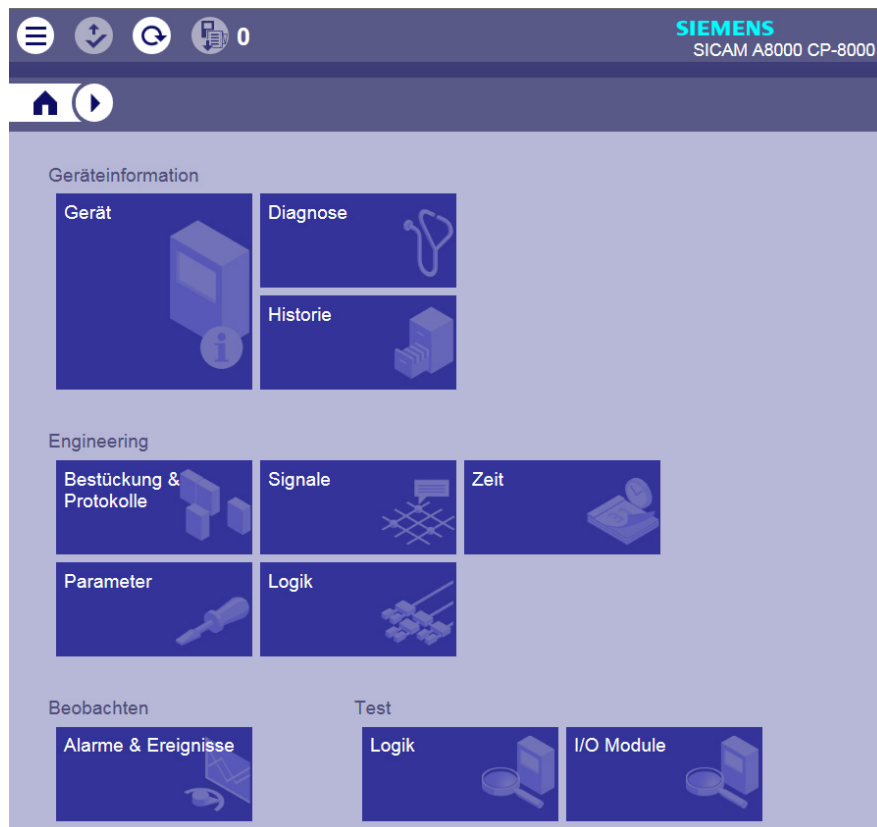 0
SIEMENS
SICAM A8000 CP-8000
Geräteinformation
Gerät
Diagnose
Historie
Engineering
Bestückung &
Protokolle
Signale
Zeit
Parameter
Logik
Beobachten
Test
Alarme & Ereignisse
Logik
I/O Module